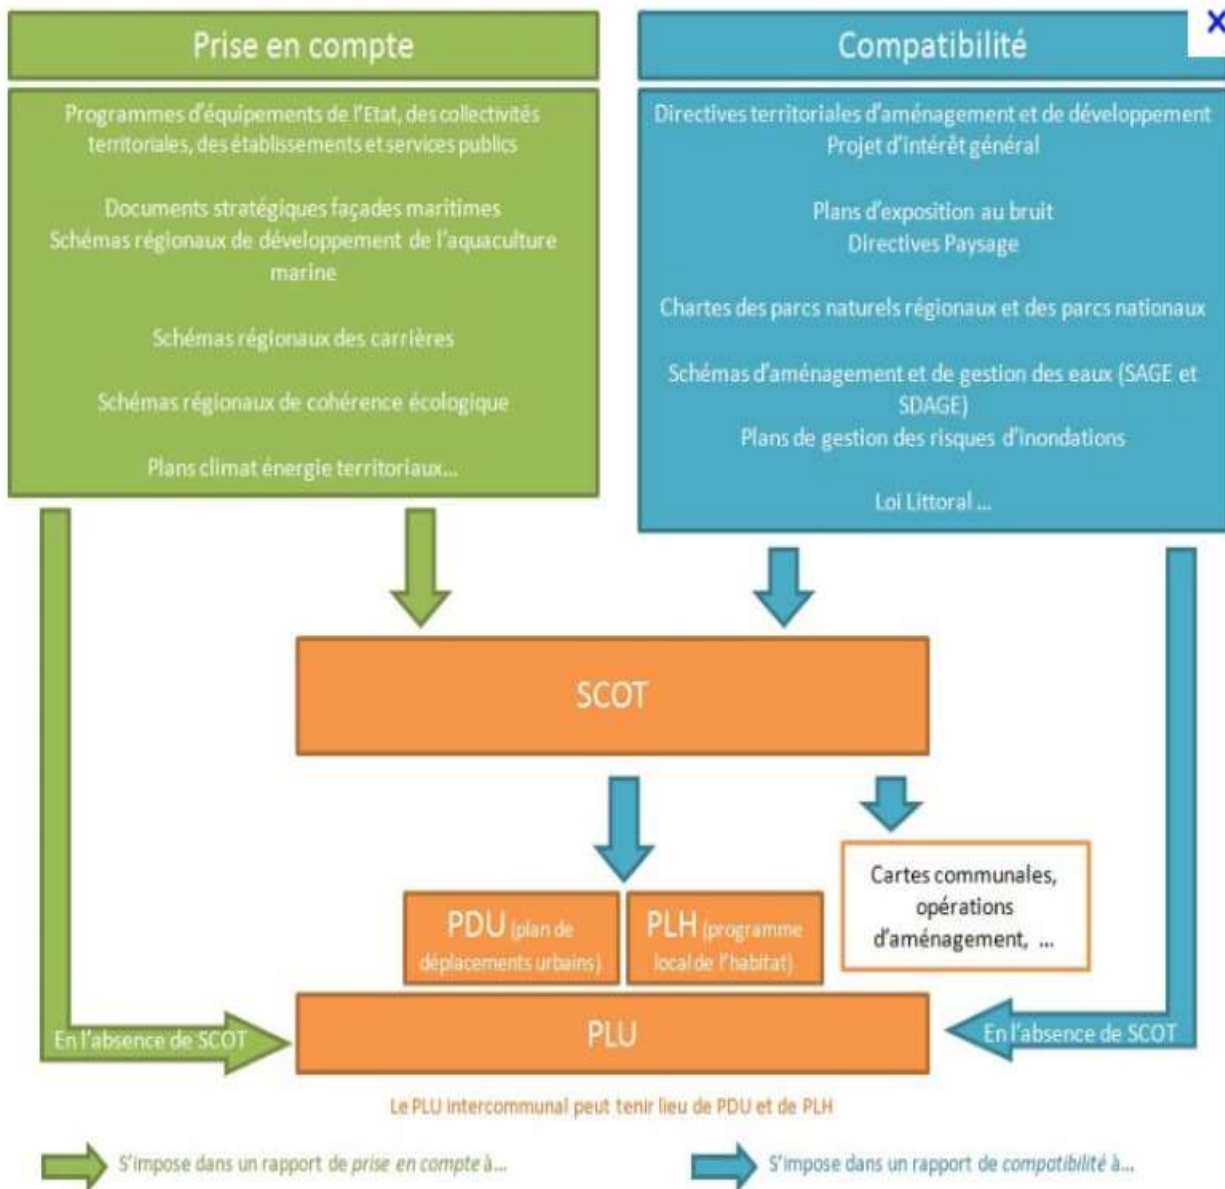 Prise en compte
Programmes d'équipements de l'Etat, des collectivités
territoriales, des établissements et services publics
Documents stratégiques façades maritimes
Schémas régionaux de développement de l'aquaculture
marine
Schémas régionaux des carrières
Schémas régionaux de cohérence écologique
Plans climat énergie territoriaux...
Compatibilité
X
Directives territoriales d'aménagement et de développement
Projet d'intérêt général
Plans d'exposition au bruit
Directives Paysage
Chartes des parcs naturels régionaux et des parcs nationaux
Schémas d'aménagement et de gestion des eaux (SAGE et
SDAGE)
Plans de gestion des risques d'inondations
Loi Littoral ...
SCOT
PDU (plan de
déplacements urbains)
PLH (programme
local de l'habitat)
Cartes communales,
opérations
d'aménagement, ...
En l'absence de SCOT
PLU
En l'absence de SCOT
Le PLU intercommunal peut tenir lieu de PDU et de PLH
S'impose dans un rapport de prise en compte à...
S'impose dans un rapport de compatibilité à...